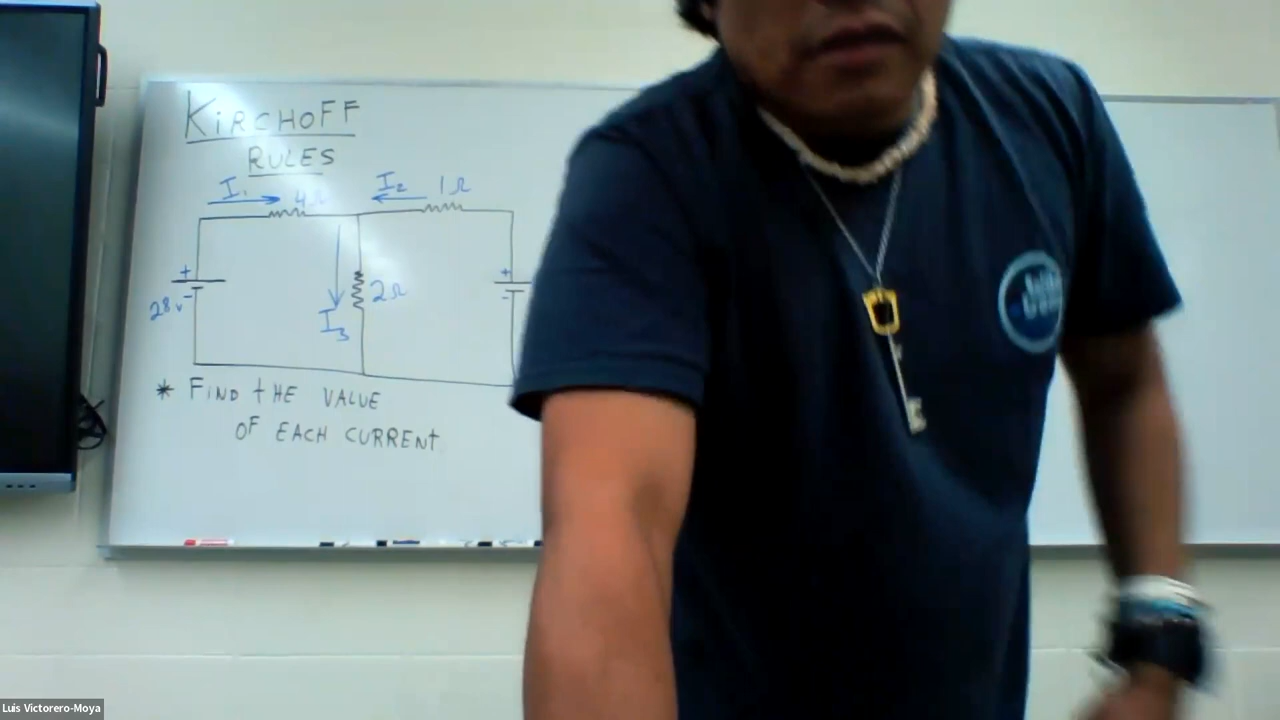 KIRCHOFF
RULES
I₁ 4Ω I₂ 1Ω
+ +
28v - 2Ω -
I₃
* FIND THE VALUE
OF EACH CURRENT
Luis Victorero-Moya